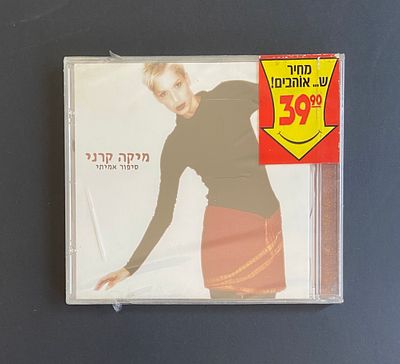 מחיר
ש... אוהבים!
39.90
מיקה קרני
סיפור אמיתי